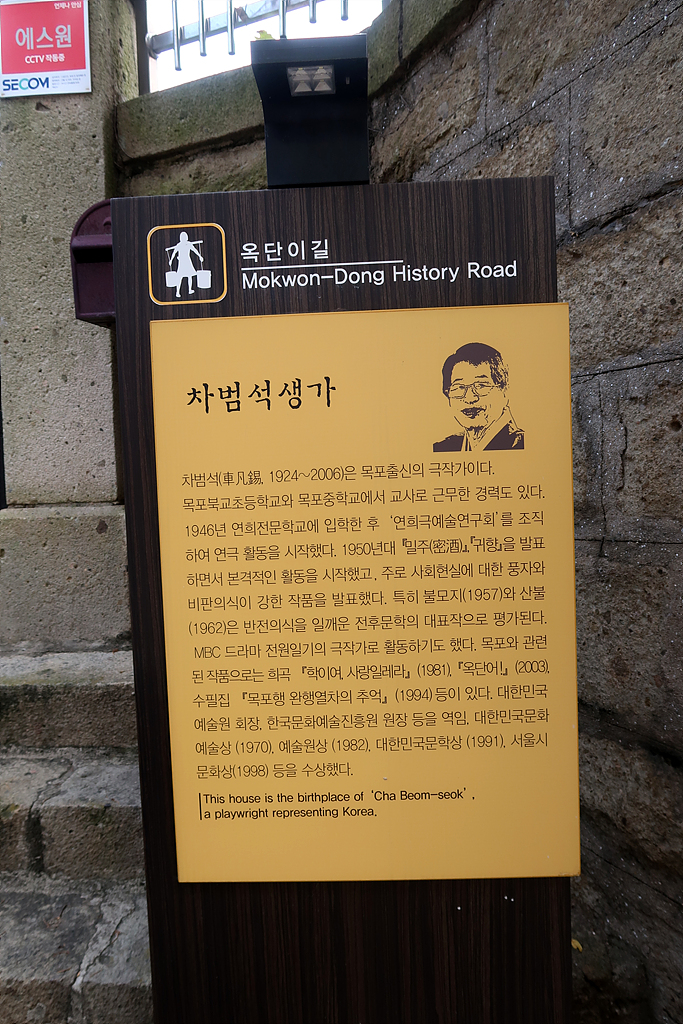 언제나 안심
에스원
CCTV 작동중
SECOM
옥단이길
Mokwon-Dong History Road
차범석생가
차범석(車凡錫, 1924~2006)은 목포출신의 극작가이다.
목포북교초등학교와 목포중학교에서 교사로 근무한 경력도 있다.
1946년 연희전문학교에 입학한 후 ‘연희극예술연구회’를 조직
하여 연극 활동을 시작했다. 1950년대 『밀주(密酒)』,『귀향』을 발표
하면서 본격적인 활동을 시작했고, 주로 사회현실에 대한 풍자와
비판의식이 강한 작품을 발표했다. 특히 불모지(1957)와 산불
(1962)은 반전의식을 일깨운 전후문학의 대표작으로 평가된다.
MBC 드라마 전원일기의 극작가로 활동하기도 했다. 목포와 관련
된 작품으로는 희곡 『학이여, 사랑일레라』 (1981), 『옥단어!』 (2003),
수필집 『목포행 완행열차의 추억』 (1994) 등이 있다. 대한민국
예술원 회장, 한국문화예술진흥원 원장 등을 역임, 대한민국문화
예술상 (1970), 예술원상 (1982), 대한민국문학상 (1991), 서울시
문화상(1998) 등을 수상했다.
This house is the birthplace of ‘Cha Beom-seok’,
a playwright representing Korea.